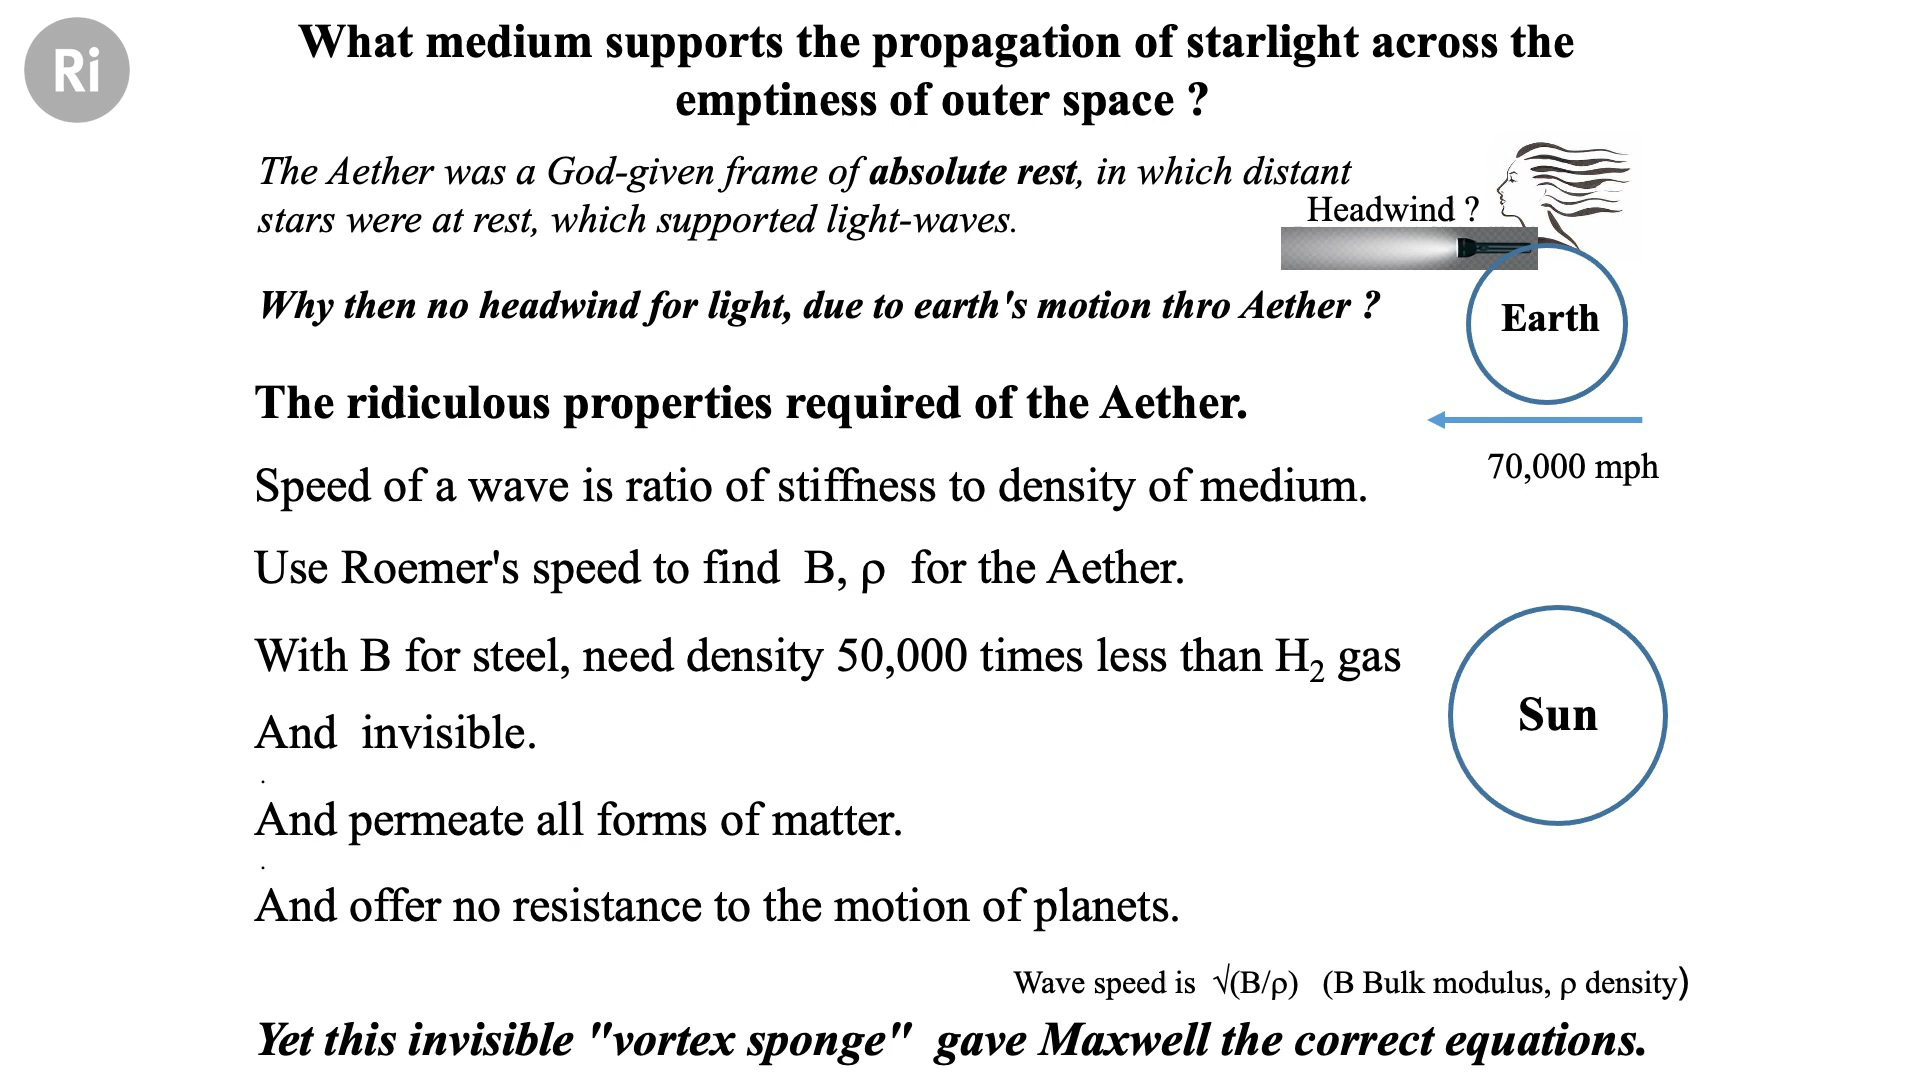 Ri
What medium supports the propagation of starlight across the
emptiness of outer space ?
The Aether was a God-given frame of absolute rest, in which distant
stars were at rest, which supported light-waves.
Headwind ?
Why then no headwind for light, due to earth's motion thro Aether ?
Earth
The ridiculous properties required of the Aether.
70,000 mph
Speed of a wave is ratio of stiffness to density of medium.
Use Roemer's speed to find B, ρ for the Aether.
With B for steel, need density 50,000 times less than H₂ gas
Sun
And invisible.
.
And permeate all forms of matter.
.
And offer no resistance to the motion of planets.
Wave speed is √(B/ρ) (B Bulk modulus, ρ density)
Yet this invisible "vortex sponge" gave Maxwell the correct equations.